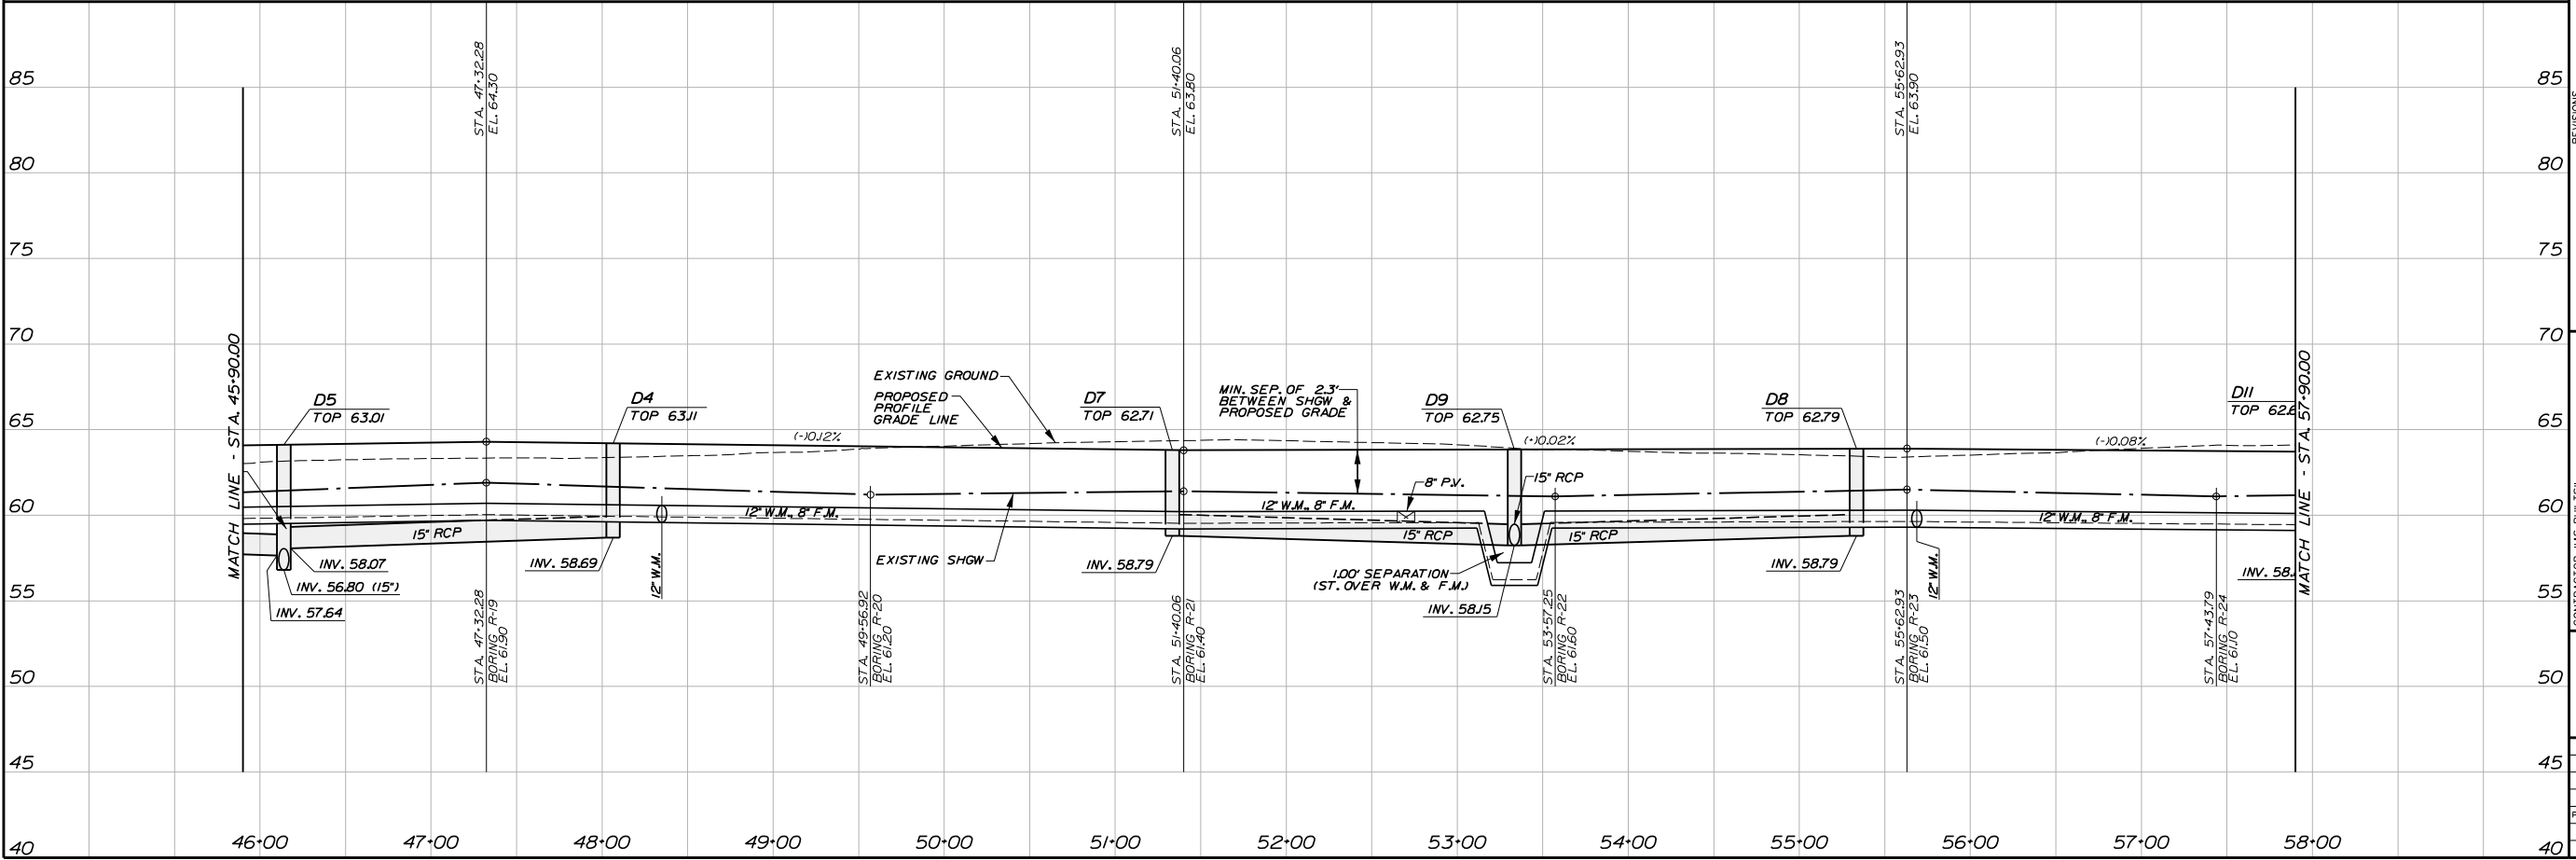 STA. 47+32.28
EL. 64.30
STA. 51+40.06
EL. 63.80
STA. 55+62.93
EL. 63.90
85
85
REVISIONS
80
80
75
75
70
70
65
65
60
60
55
55
50
50
45
45
40
40
MATCH LINE - STA. 45+90.00
D5
TOP 63.01
D4
TOP 63.11
(-)0.12%
EXISTING GROUND
PROPOSED
PROFILE
GRADE LINE
D7
TOP 62.71
MIN. SEP. OF 2.3'
BETWEEN SHGW &
PROPOSED GRADE
D9
TOP 62.75
(+)0.02%
D8
TOP 62.79
(-)0.08%
D11
TOP 62.6
MATCH LINE - STA. 57+90.00
15" RCP
12" W.M., 8" F.M.
12" W.M., 8" F.M.
8" P.V.
15" RCP
15" RCP
15" RCP
12" W.M., 8" F.M.
INV. 58.07
INV. 56.80 (15")
INV. 57.64
INV. 58.69
12" W.M.
EXISTING SHGW
INV. 58.79
1.00' SEPARATION
(ST. OVER W.M. & F.M.)
INV. 58.15
INV. 58.79
12" W.M.
INV. 58.
STA. 47+32.28
BORING R-19
EL. 61.90
STA. 49+56.92
BORING R-20
EL. 61.20
STA. 51+40.06
BORING R-21
EL. 61.40
STA. 53+57.25
BORING R-22
EL. 61.60
STA. 55+62.93
BORING R-23
EL. 61.50
STA. 57+43.79
BORING R-24
EL. 61.10
46+00
47+00
48+00
49+00
50+00
51+00
52+00
53+00
54+00
55+00
56+00
57+00
58+00